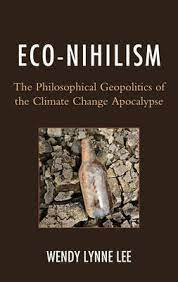 ECO-NIHILISM
The Philosophical Geopolitics of
the Climate Change Apocalypse
WENDY LYNNE LEE